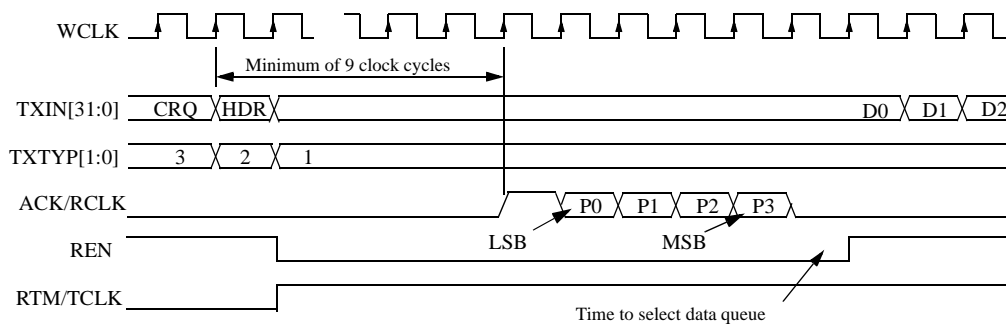 WCLK
Minimum of 9 clock cycles
TXIN[31:0] CRQ HDR D0 D1 D2
TXTYP[1:0] 3 2 1
ACK/RCLK P0 P1 P2 P3
LSB MSB
REN
RTM/TCLK
Time to select data queue